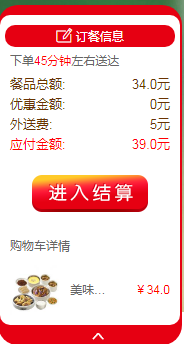 订餐信息
下单45分钟左右送达
餐品总额: 34.0元
优惠金额: 0元
外送费: 5元
应付金额: 39.0元
进入结算
购物车详情
美味... ￥34.0